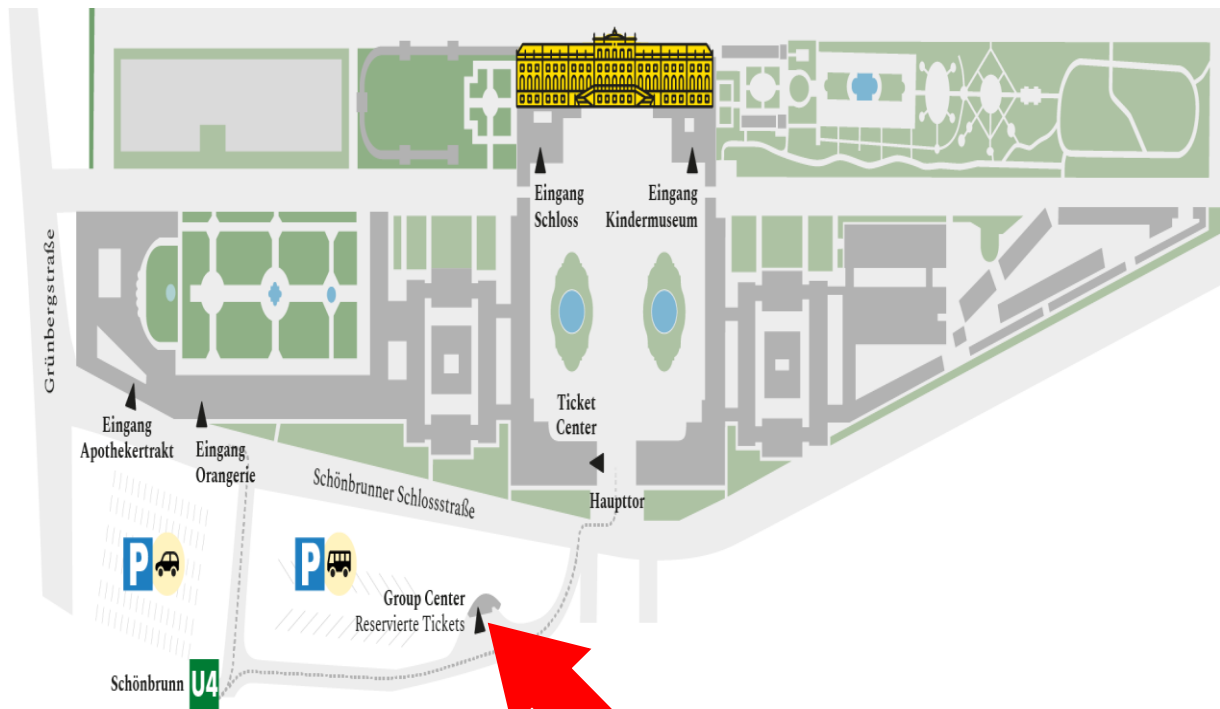 Eingang
Schloss
Eingang
Kindermuseum
Grünbergstraße
Ticket
Center
Eingang
Apothekertrakt
Eingang
Orangerie
Schönbrunner Schlossstraße
Haupttor
P
P
Group Center
Reservierte Tickets
Schönbrunn U4